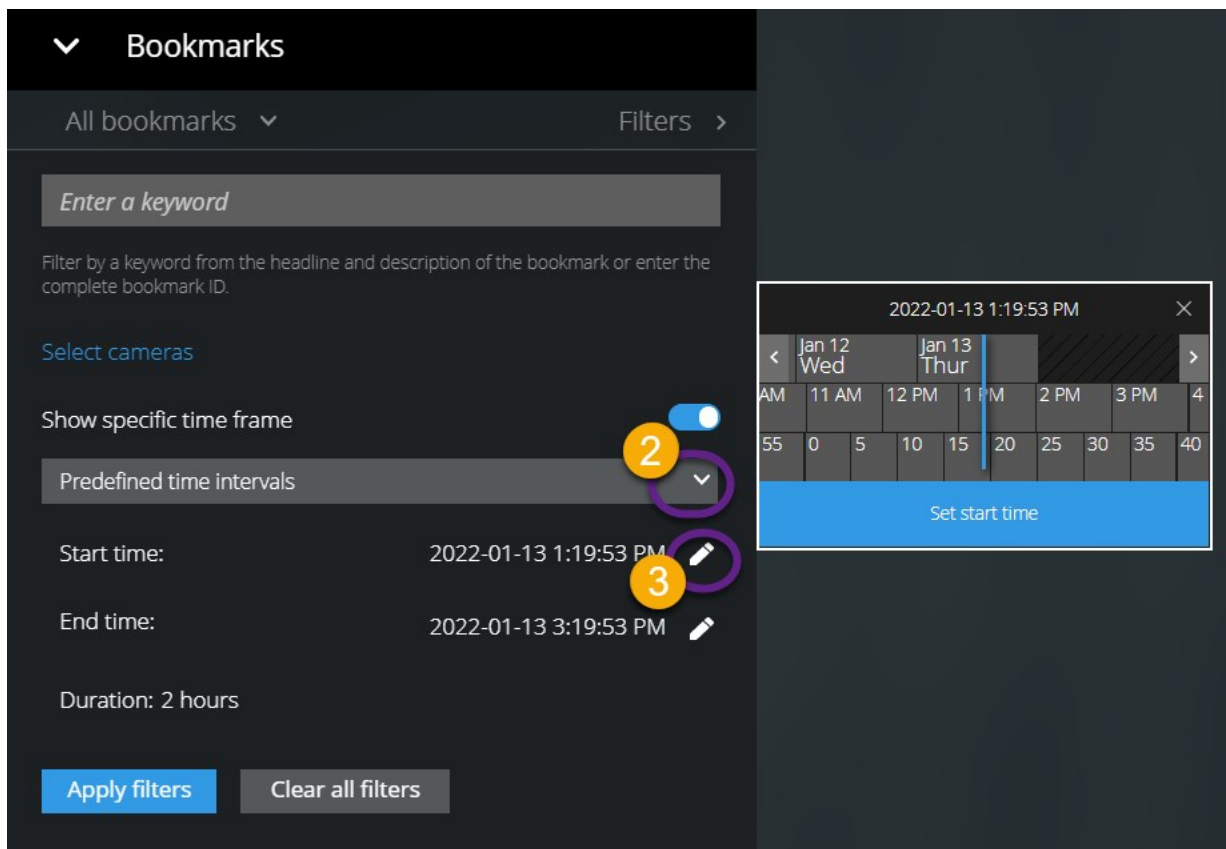 Bookmarks
All bookmarks
Filters
Enter a keyword
Filter by a keyword from the headline and description of the bookmark or enter the
complete bookmark ID.
Select cameras
Show specific time frame
2
Predefined time intervals
Start time: 2022-01-13 1:19:53 PM
3
End time: 2022-01-13 3:19:53 PM
Duration: 2 hours
Apply filters Clear all filters
2022-01-13 1:19:53 PM
Jan 12 Jan 13
Wed Thur
AM 11 AM 12 PM 1 PM 2 PM 3 PM 4
55 0 5 10 15 20 25 30 35 40
Set start time